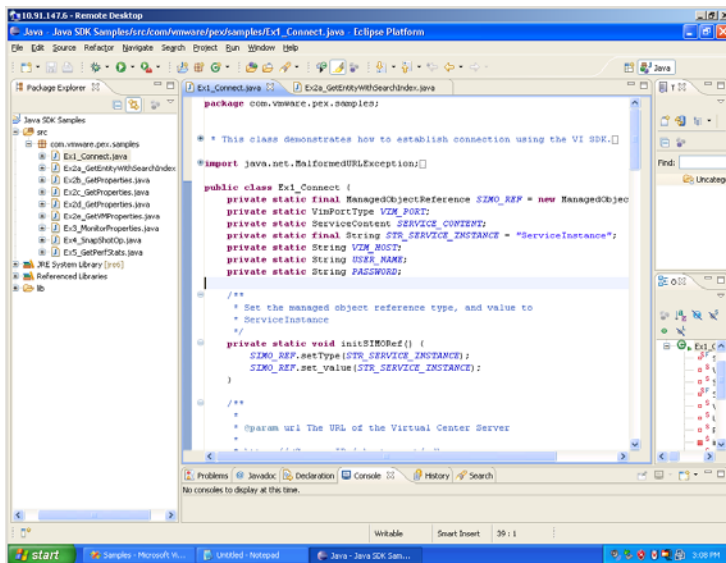 10.91.147.6 - Remote Desktop
Java - Java SDK Samples/src/com/vmware/pex/samples/Ex1_Connect.java - Eclipse Platform
File Edit Source Refactor Navigate Search Project Run Window Help
Java
Package Explorer
Java SDK Samples
src
com.vmware.pex.samples
Ex1_Connect.java
Ex2a_GetEntityWithSearchIndex
Ex2b_GetProperties.java
Ex2c_GetProperties.java
Ex2d_GetProperties.java
Ex2e_GetVMProperties.java
Ex3_MonitorProperties.java
Ex4_SnapShotOp.java
Ex5_GetPerfStats.java
JRE System Library [jre6]
Referenced Libraries
lib
Ex1_Connect.java Ex2a_GetEntityWithSearchIndex.java
package com.vmware.pex.samples;
* This class demonstrates how to establish connection using the VI SDK.
import java.net.MalformedURLException;
public class Ex1_Connect {
private static final ManagedObjectReference SIMO_REF = new ManagedObjec
private static VimPortType VIM_PORT;
private static ServiceContent SERVICE_CONTENT;
private static final String STR_SERVICE_INSTANCE = "ServiceInstance";
private static String VIM_HOST;
private static String USER_NAME;
private static String PASSWORD;
/**
* Set the managed object reference type, and value to
* ServiceInstance
*/
private static void initSIMORef() {
SIMO_REF.setType(STR_SERVICE_INSTANCE);
SIMO_REF.set_value(STR_SERVICE_INSTANCE);
}
/**
*
* @param url The URL of the Virtual Center Server
*
Find:
Uncateg
Ex1_C
Problems Javadoc Declaration Console History Search
No consoles to display at this time.
Writable Smart Insert 39 : 1
start Samples - Microsoft Vi... Untitled - Notepad Java - Java SDK Sam... 3:08 PM